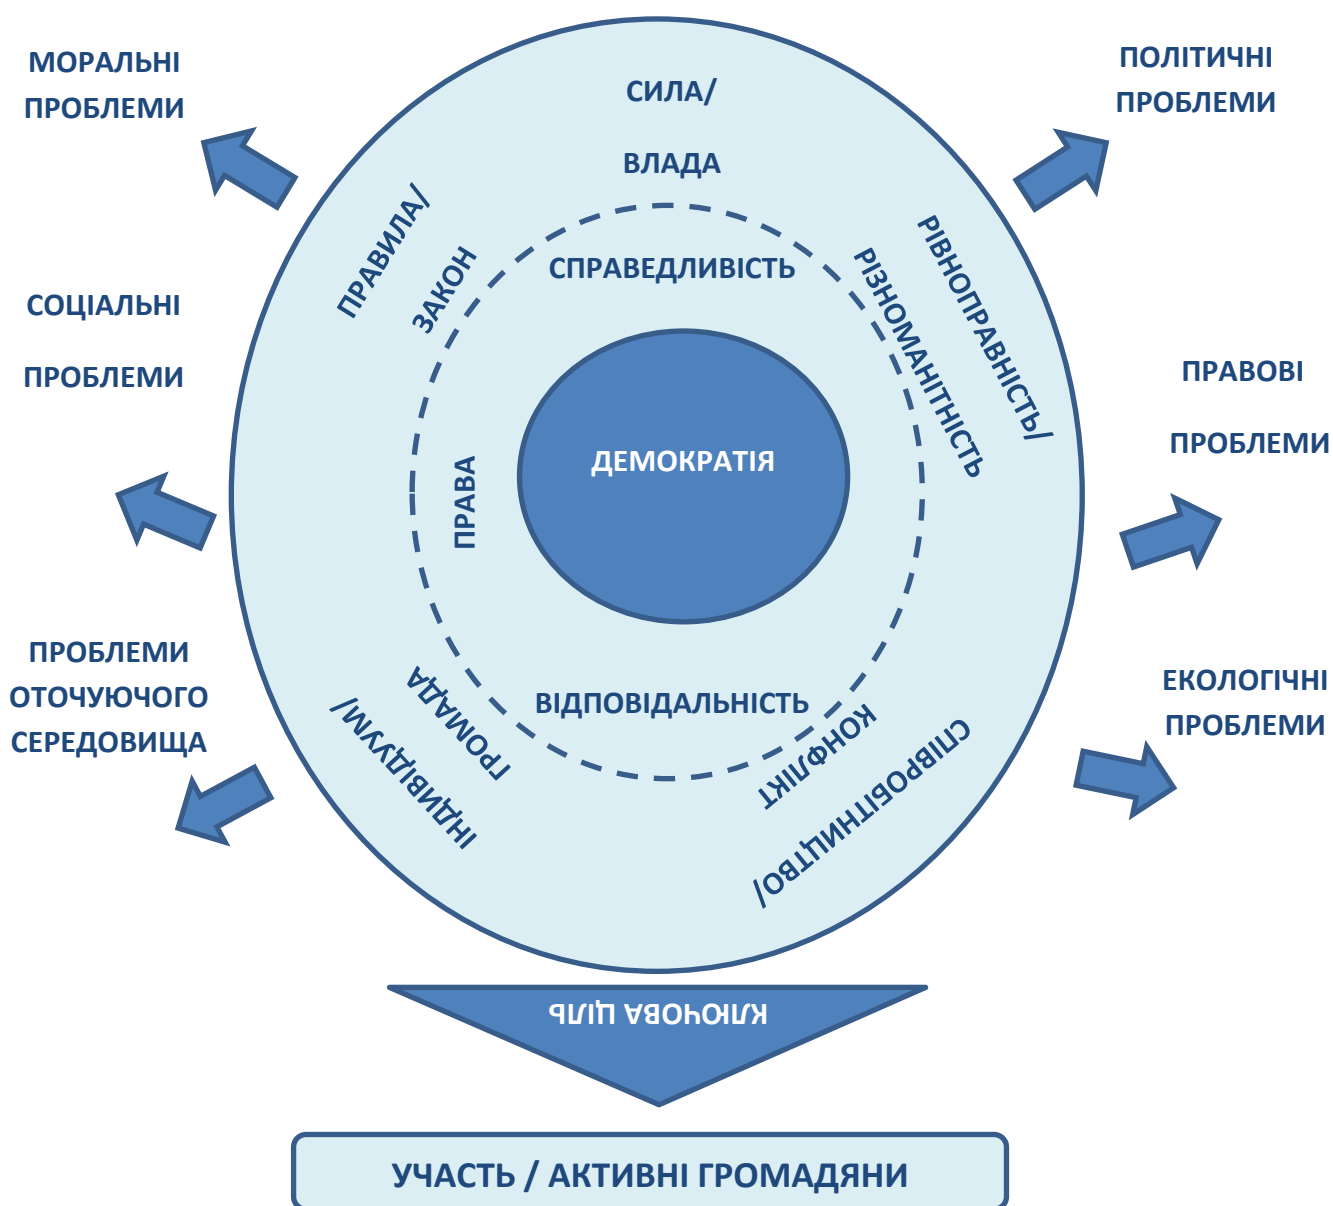 МОРАЛЬНІ
ПРОБЛЕМИ
ПОЛІТИЧНІ
ПРОБЛЕМИ
СИЛА/
ВЛАДА
ПРАВИЛА/
ЗАКОН
СПРАВЕДЛИВІСТЬ
РІВНОПРАВНІСТЬ/
РІЗНОМАНІТНІСТЬ
СОЦІАЛЬНІ
ПРОБЛЕМИ
ПРАВОВІ
ПРОБЛЕМИ
ДЕМОКРАТІЯ
ПРАВА
ПРОБЛЕМИ
ОТОЧУЮЧОГО
СЕРЕДОВИЩА
ЕКОЛОГІЧНІ
ПРОБЛЕМИ
ВІДПОВІДАЛЬНІСТЬ
ІНДИВІДУУМ/
ГРОМАДА
СПІВРОБІТНИЦТВО/
КОНФЛІКТ
КЛЮЧОВА ЦІЛЬ
УЧАСТЬ / АКТИВНІ ГРОМАДЯНИ